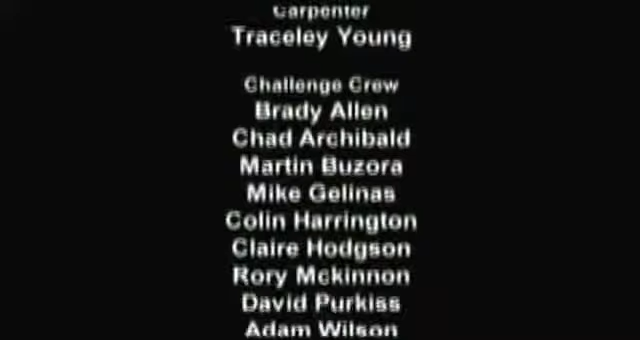 Carpenter
Traceley Young
Challenge Crew
Brady Allen
Chad Archibald
Martin Buzora
Mike Gelinas
Colin Harrington
Claire Hodgson
Rory Mckinnon
David Purkiss
Adam Wilson